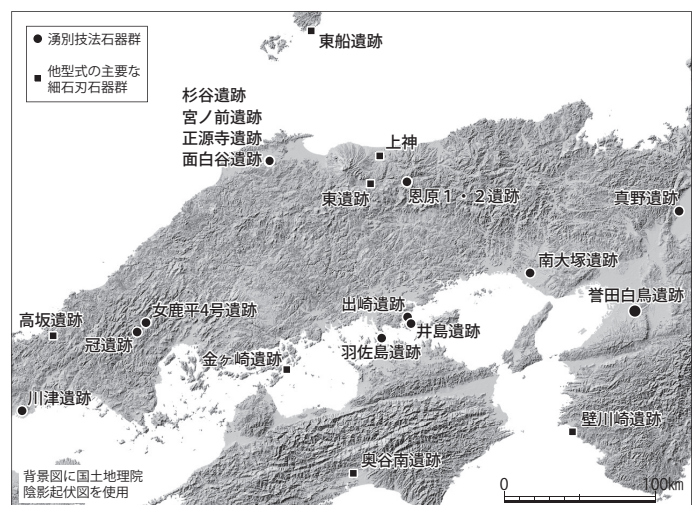 湧別技法石器群
他型式の主要な
細石刃石器群
東船遺跡
杉谷遺跡
宮ノ前遺跡
正源寺遺跡
面白谷遺跡
上神
東遺跡
恩原1・2遺跡
真野遺跡
南大塚遺跡
誉田白鳥遺跡
出崎遺跡
井島遺跡
羽佐島遺跡
女鹿平4号遺跡
高坂遺跡
冠遺跡
金ヶ崎遺跡
川津遺跡
壁川崎遺跡
奥谷南遺跡
背景図に国土地理院
陰影起伏図を使用
0 100km